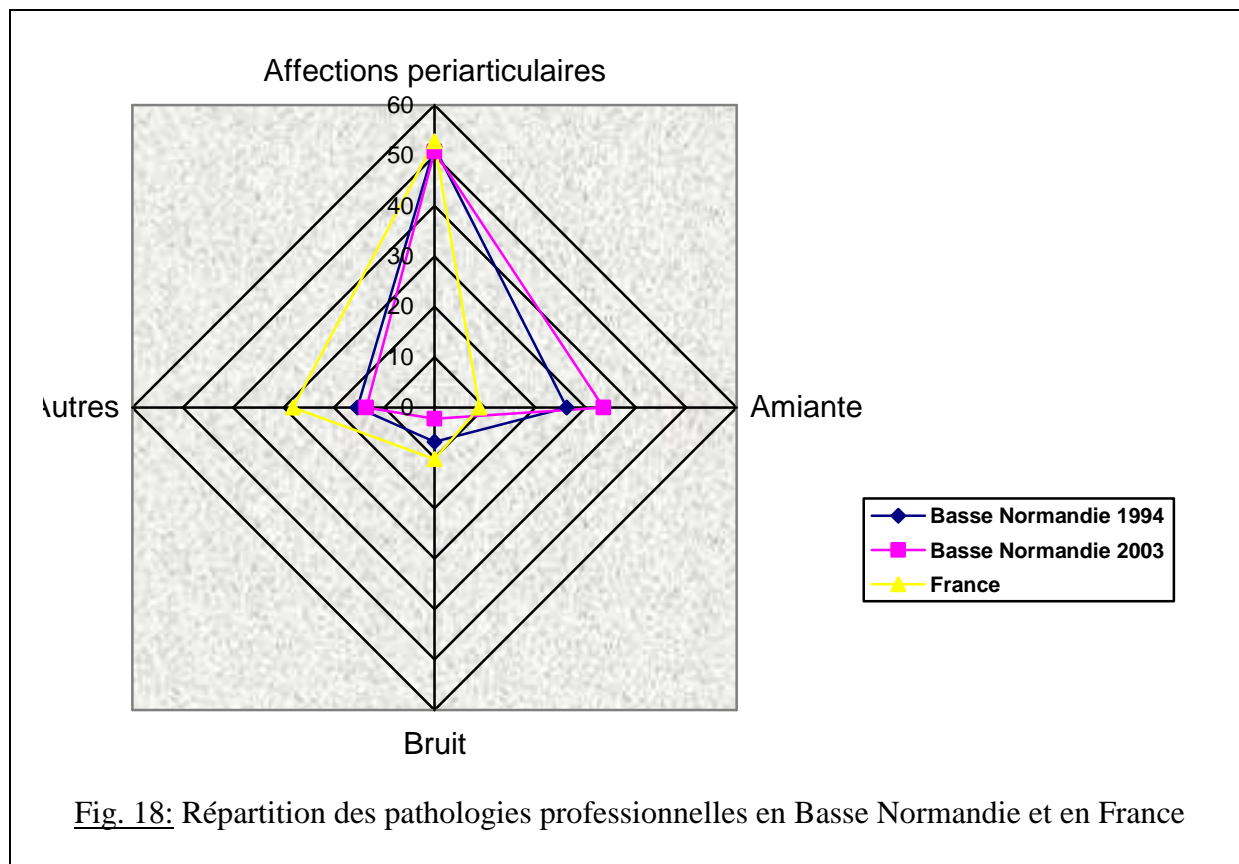 Affections periarticulaires
60
50
40
30
20
10
0
Autres
Amiante
Bruit
Basse Normandie 1994
Basse Normandie 2003
France
Fig. 18: Répartition des pathologies professionnelles en Basse Normandie et en France